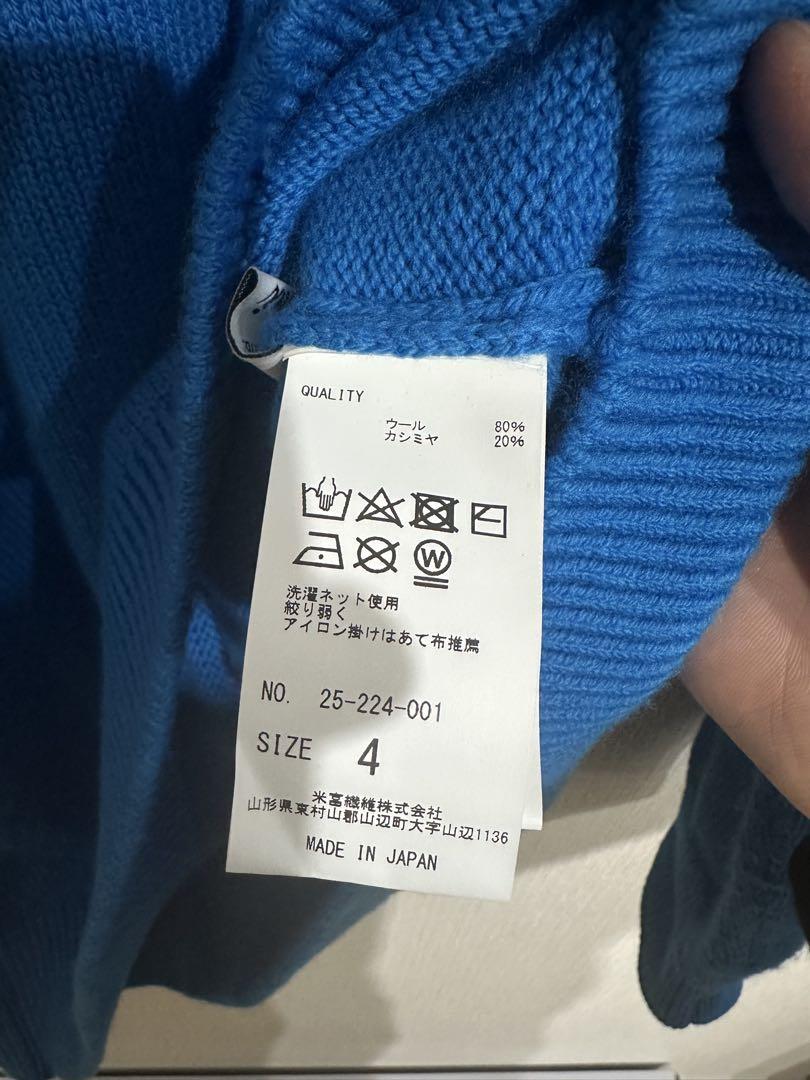 QUALITY
ウール 80%
カシミヤ 20%
W
洗濯ネット使用
絞り弱く
アイロン掛けはあて布推薦
NO. 25-224-001
SIZE 4
米富繊維株式会社
山形県東村山郡山辺町大字山辺1136
MADE IN JAPAN